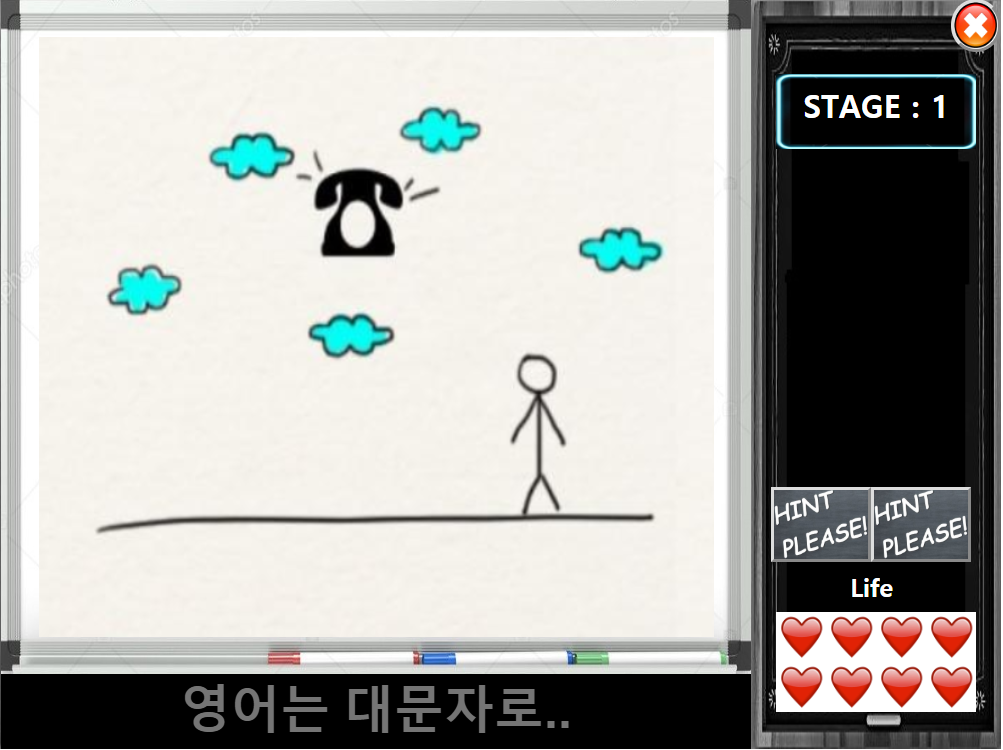 STAGE : 1
HINT
PLEASE!
HINT
PLEASE!
Life
영어는 대문자로..